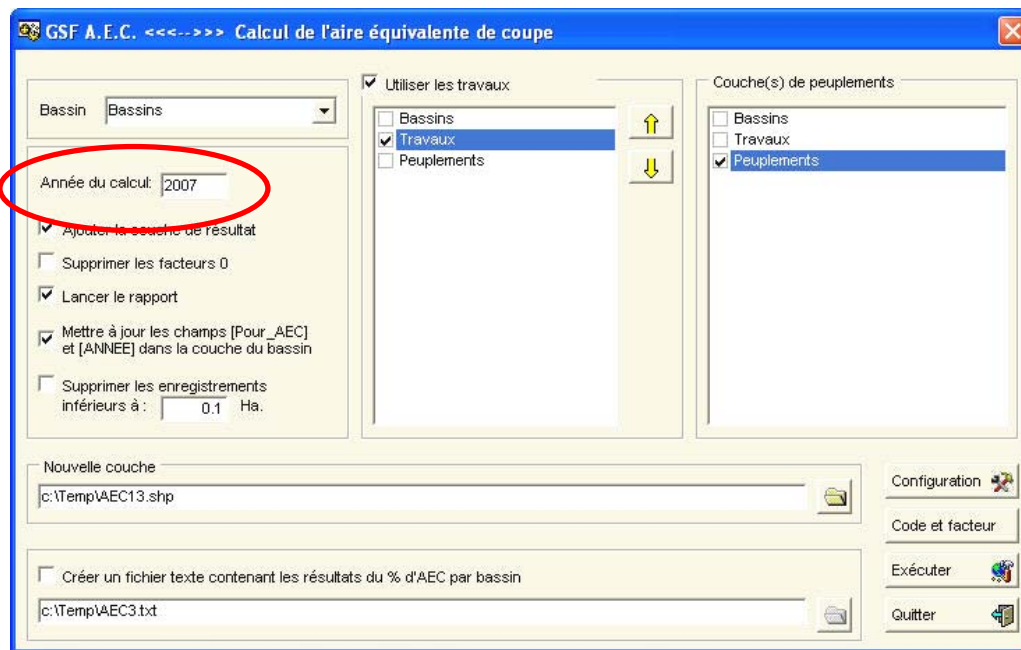 GSF A.E.C. <<<-->>> Calcul de l'aire équivalente de coupe
Bassin Bassins
Année du calcul: 2007
Ajouter la couche de résultat
Supprimer les facteurs 0
Lancer le rapport
Mettre à jour les champs [Pour_AEC]
et [ANNEE] dans la couche du bassin
Supprimer les enregistrements
inférieurs à : 0.1 Ha.
Utiliser les travaux
Bassins
Travaux
Peuplements
Couche(s) de peuplements
Bassins
Travaux
Peuplements
Nouvelle couche
c:\Temp\AEC13.shp
Créer un fichier texte contenant les résultats du % d'AEC par bassin
c:\Temp\AEC3.txt
Configuration
Code et facteur
Exécuter
Quitter